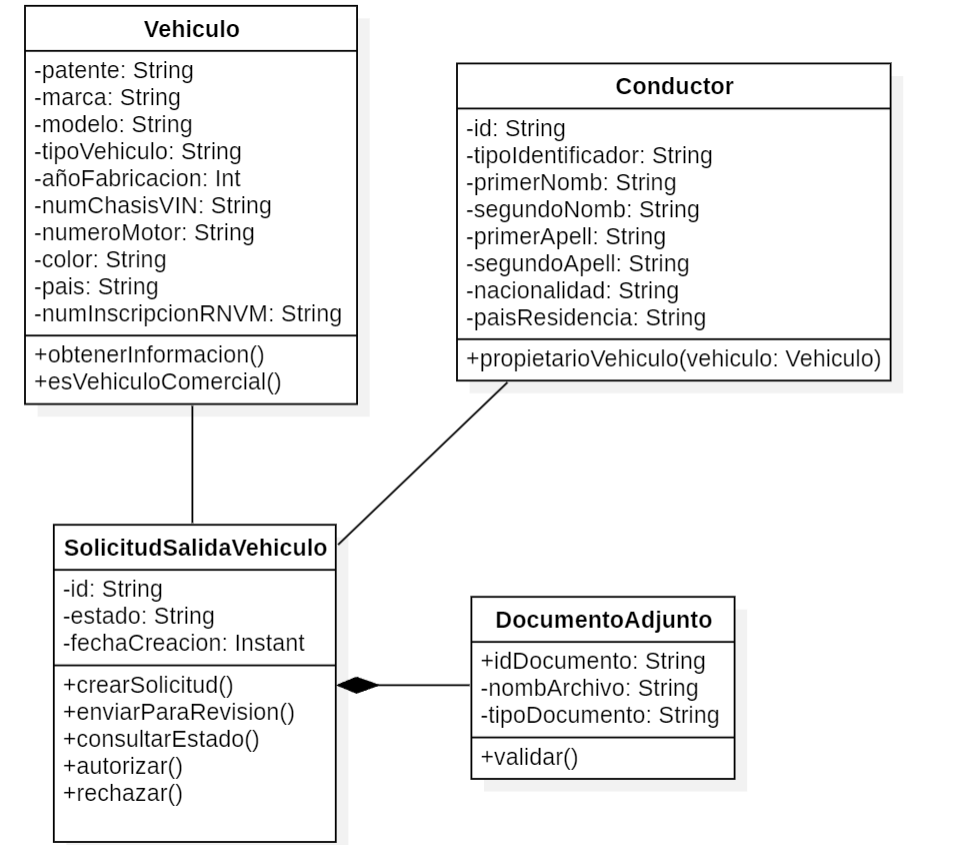 Vehiculo
-patente: String
-marca: String
-modelo: String
-tipoVehiculo: String
-añoFabricacion: Int
-numChasisVIN: String
-numeroMotor: String
-color: String
-pais: String
-numInscripcionRNVM: String
+obtenerInformacion()
+esVehiculoComercial()
Conductor
-id: String
-tipoIdentificador: String
-primerNomb: String
-segundoNomb: String
-primerApell: String
-segundoApell: String
-nacionalidad: String
-paisResidencia: String
+propietarioVehiculo(vehiculo: Vehiculo)
SolicitudSalidaVehiculo
-id: String
-estado: String
-fechaCreacion: Instant
+crearSolicitud()
+enviarParaRevision()
+consultarEstado()
+autorizar()
+rechazar()
DocumentoAdjunto
+idDocumento: String
-nombArchivo: String
-tipoDocumento: String
+validar()